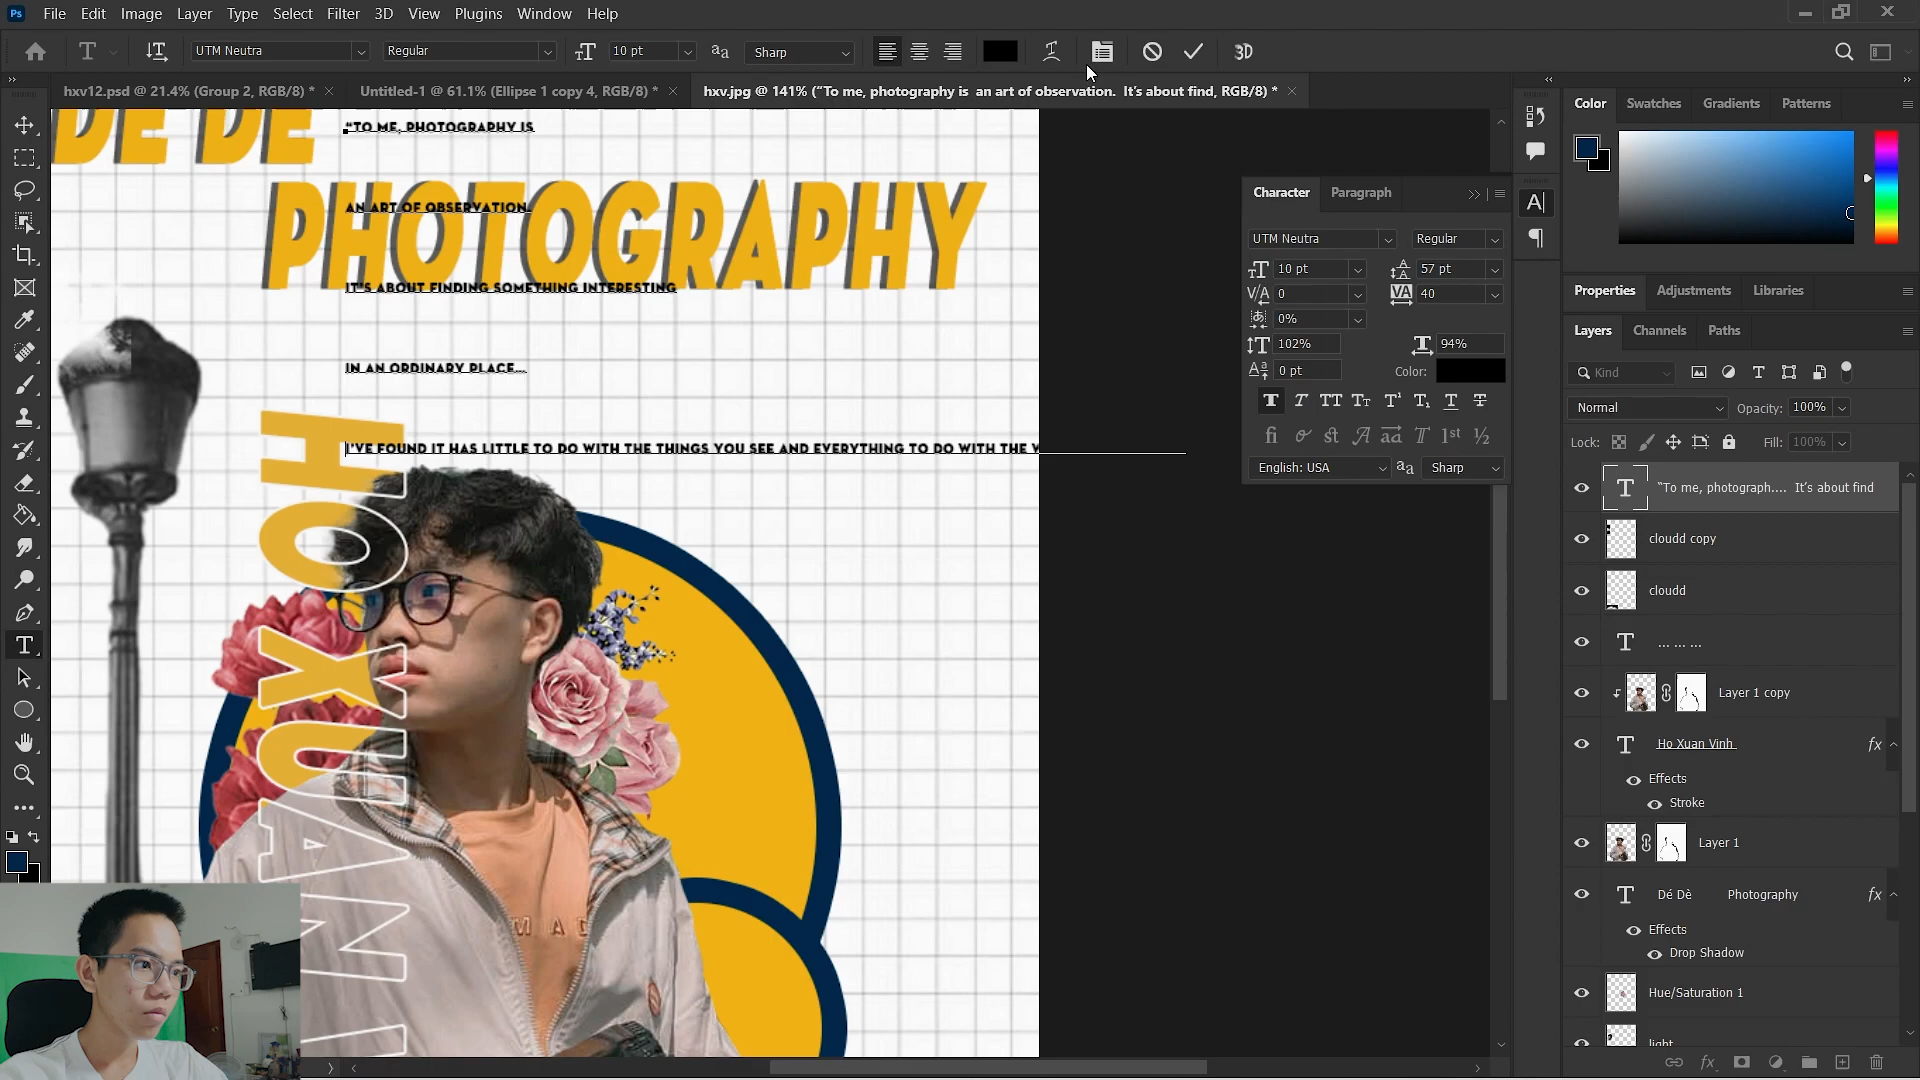 Ps File Edit Image Layer Type Select Filter 3D View Plugins Window Help
T UTM Neutra Regular 10 pt Sharp 3D
hxv12.psd @ 21.4% (Group 2, RGB/8) *
Untitled-1 @ 61.1% (Ellipse 1 copy 4, RGB/8) *
hxv.jpg @ 141% (“To me, photography is  an art of observation.  It’s about find, RGB/8) *
DÉ DÈ
PHOTOGRAPHY
“TO ME, PHOTOGRAPHY IS
AN ART OF OBSERVATION.
IT’S ABOUT FINDING SOMETHING INTERESTING
IN AN ORDINARY PLACE…
I’VE FOUND IT HAS LITTLE TO DO WITH THE THINGS YOU SEE AND EVERYTHING TO DO WITH THE W
HO XUAN
MAD
Character Paragraph
UTM Neutra Regular
10 pt 57 pt
0 40
0%
102% 94%
0 pt Color:
English: USA Sharp
Color Swatches Gradients Patterns
Properties Adjustments Libraries
Layers Channels Paths
Kind
Normal Opacity: 100%
Lock: Fill: 100%
“To me, photograph....  It’s about find
cloudd copy
cloudd
... ... ...
Layer 1 copy
Ho Xuan Vinh fx
Effects
Stroke
Layer 1
Dé Dè Photography fx
Effects
Drop Shadow
Hue/Saturation 1
light